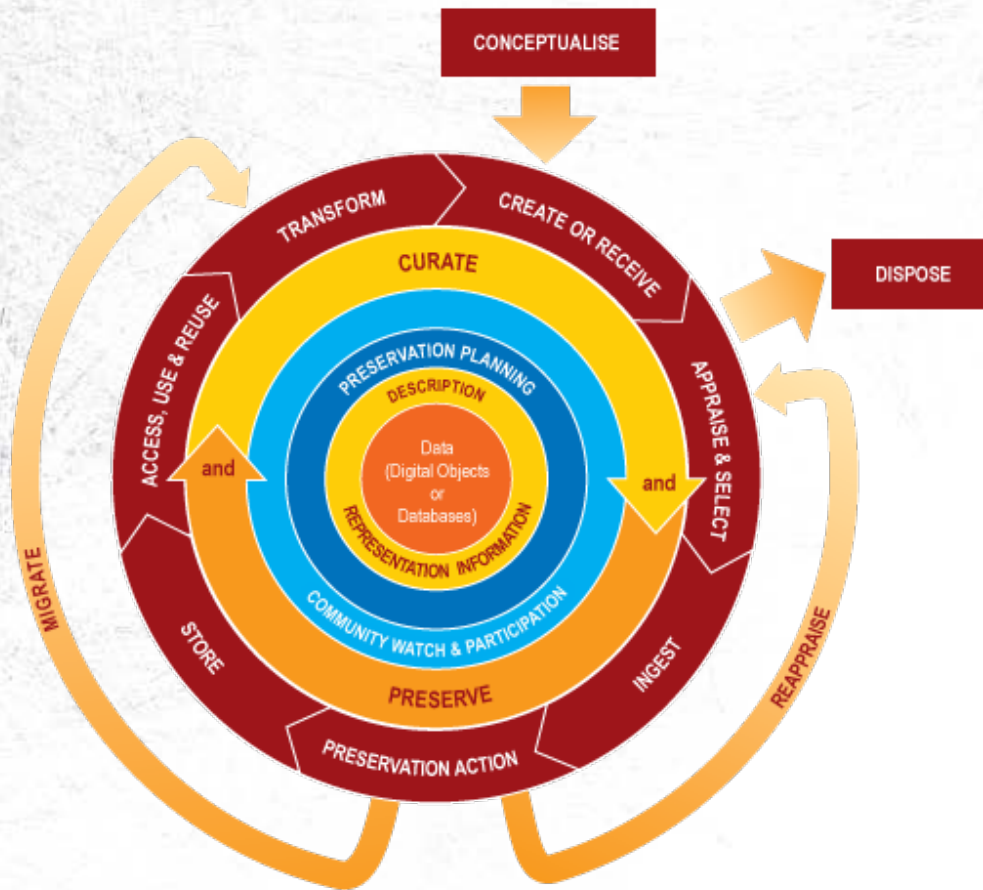 CONCEPTUALISE
TRANSFORM
CREATE OR RECEIVE
DISPOSE
APPRAISE & SELECT
INGEST
PRESERVATION ACTION
STORE
ACCESS, USE & REUSE
MIGRATE
REAPPRAISE
CURATE
and
PRESERVE
and
PRESERVATION PLANNING
COMMUNITY WATCH & PARTICIPATION
DESCRIPTION
REPRESENTATION INFORMATION
Data
(Digital Objects
or
Databases)